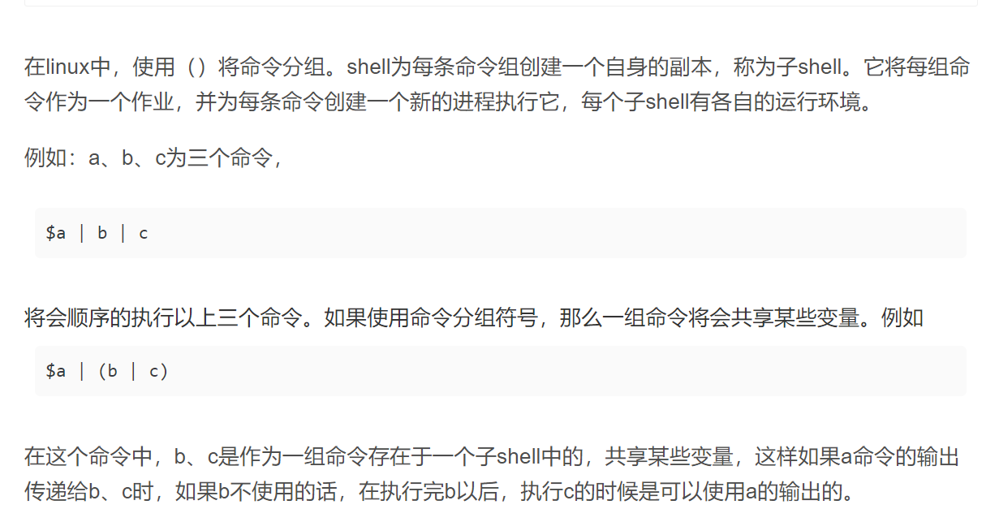 在linux中，使用（）将命令分组。shell为每条命令组创建一个自身的副本，称为子shell。它将每组命
令作为一个作业，并为每条命令创建一个新的进程执行它，每个子shell有各自的运行环境。
例如：a、b、c为三个命令，
$a | b | c
将会顺序的执行以上三个命令。如果使用命令分组符号，那么一组命令将会共享某些变量。例如
$a | (b | c)
在这个命令中，b、c是作为一组命令存在于一个子shell中的，共享某些变量，这样如果a命令的输出
传递给b、c时，如果b不使用的话，在执行完b以后，执行c的时候是可以使用a的输出的。